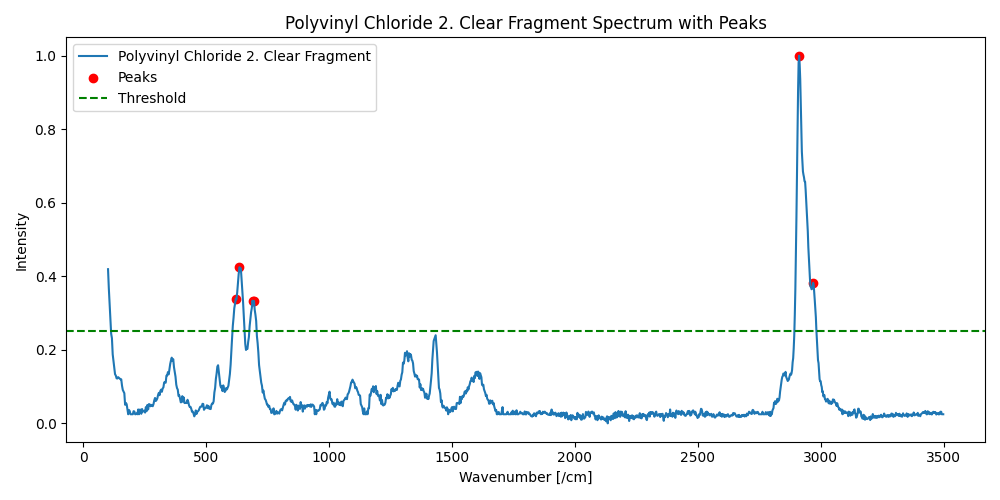 Polyvinyl Chloride 2. Clear Fragment Spectrum with Peaks
Polyvinyl Chloride 2. Clear Fragment
Peaks
Threshold
1.0
0.8
0.6
0.4
0.2
0.0
Intensity
0
500
1000
1500
2000
2500
3000
3500
Wavenumber [/cm]